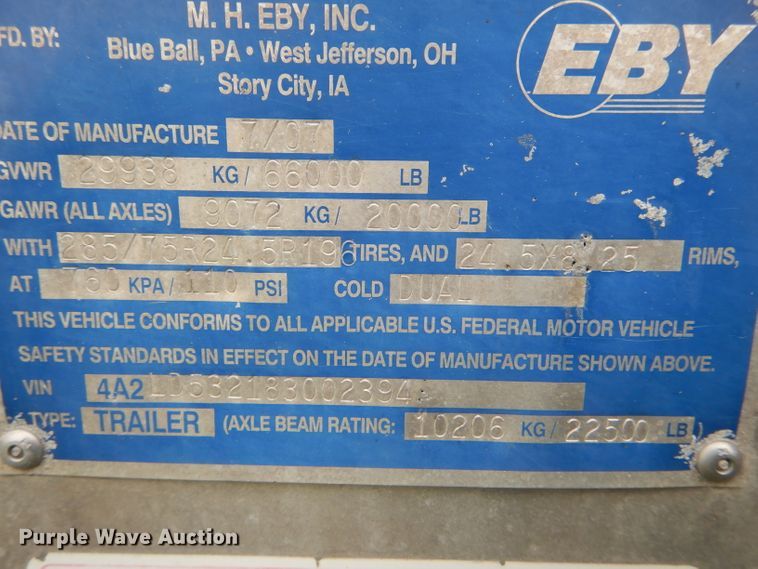 M. H. EBY, INC.
FD. BY:
Blue Ball, PA • West Jefferson, OH
Story City, IA
EBY
DATE OF MANUFACTURE 7/07
GVWR 29938 KG/ 66000 LB
GAWR (ALL AXLES) 9072 KG/ 20000 LB
WITH 285/75R24.5R196 TIRES, AND 24.5X8.25 RIMS,
AT 760 KPA/ 110 PSI COLD DUAL
THIS VEHICLE CONFORMS TO ALL APPLICABLE U.S. FEDERAL MOTOR VEHICLE
SAFETY STANDARDS IN EFFECT ON THE DATE OF MANUFACTURE SHOWN ABOVE.
VIN 4A2LD532183002394
TYPE: TRAILER (AXLE BEAM RATING: 10206 KG/ 22500 LB)
Purple Wave Auction